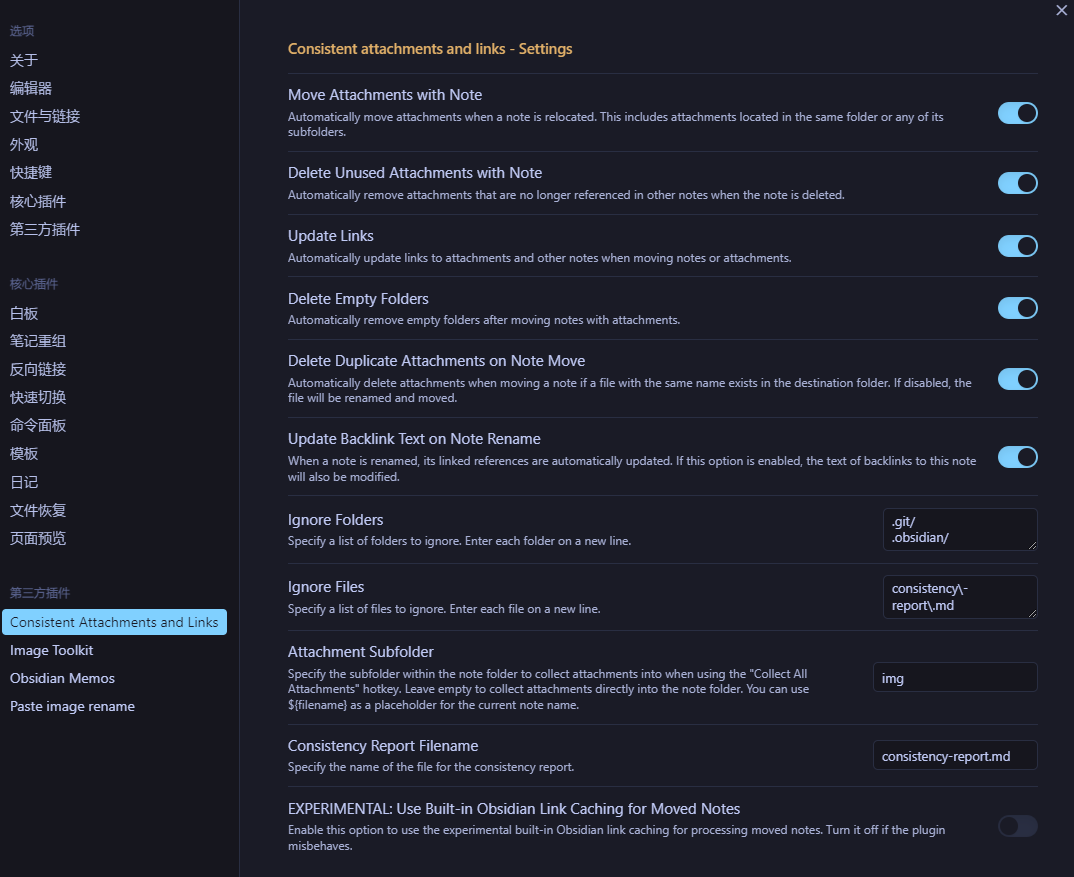 选项
关于
编辑器
文件与链接
外观
快捷键
核心插件
第三方插件
核心插件
白板
笔记重组
反向链接
快速切换
命令面板
模板
日记
文件恢复
页面预览
第三方插件
Consistent Attachments and Links
Image Toolkit
Obsidian Memos
Paste image rename
Consistent attachments and links - Settings
Move Attachments with Note
Automatically move attachments when a note is relocated. This includes attachments located in the same folder or any of its
subfolders.
Delete Unused Attachments with Note
Automatically remove attachments that are no longer referenced in other notes when the note is deleted.
Update Links
Automatically update links to attachments and other notes when moving notes or attachments.
Delete Empty Folders
Automatically remove empty folders after moving notes with attachments.
Delete Duplicate Attachments on Note Move
Automatically delete attachments when moving a note if a file with the same name exists in the destination folder. If disabled, the
file will be renamed and moved.
Update Backlink Text on Note Rename
When a note is renamed, its linked references are automatically updated. If this option is enabled, the text of backlinks to this note
will also be modified.
Ignore Folders
Specify a list of folders to ignore. Enter each folder on a new line.
.git/
.obsidian/
Ignore Files
Specify a list of files to ignore. Enter each file on a new line.
consistency\-
report\.md
Attachment Subfolder
Specify the subfolder within the note folder to collect attachments into when using the "Collect All
Attachments" hotkey. Leave empty to collect attachments directly into the note folder. You can use
${filename} as a placeholder for the current note name.
img
Consistency Report Filename
Specify the name of the file for the consistency report.
consistency-report.md
EXPERIMENTAL: Use Built-in Obsidian Link Caching for Moved Notes
Enable this option to use the experimental built-in Obsidian link caching for processing moved notes. Turn it off if the plugin
misbehaves.